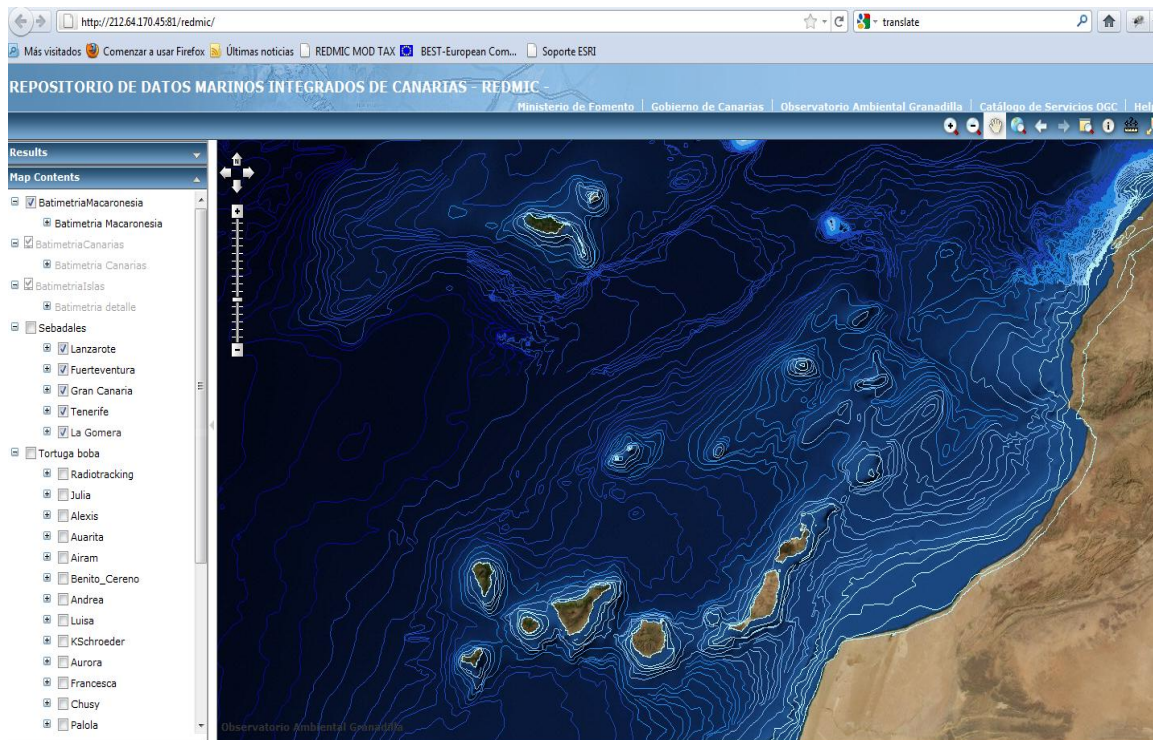 http://212.64.170.45:81/redmic/
translate
Más visitados
Comenzar a usar Firefox
Últimas noticias
REDMIC MOD TAX
BEST-European Com...
Soporte ESRI
REPOSITORIO DE DATOS MARINOS INTEGRADOS DE CANARIAS - REDMIC -
Ministerio de Fomento | Gobierno de Canarias | Observatorio Ambiental Granadilla | Catálogo de Servicios OGC | Help
Results
Map Contents
BatimetriaMacaronesia
Batimetria Macaronesia
BatimetriaCanarias
Batimetria Canarias
BatimetriaIslas
Batimetria detalle
Sebadales
Lanzarote
Fuerteventura
Gran Canaria
Tenerife
La Gomera
Tortuga boba
Radiotracking
Julia
Alexis
Auarita
Airam
Benito_Cereno
Andrea
Luisa
KSchroeder
Aurora
Francesca
Chusy
Palola
Observatorio Ambiental Granadilla